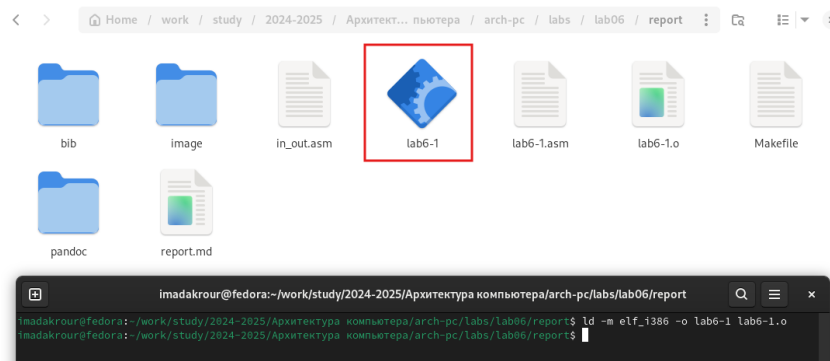 Home / work / study / 2024-2025 / Архитект... пьютера / arch-pc / labs / lab06 / report
bib image in_out.asm lab6-1 lab6-1.asm lab6-1.o Makefile
pandoc report.md
imadakrour@fedora:~/work/study/2024-2025/Архитектура компьютера/arch-pc/labs/lab06/report
imadakrour@fedora:~/work/study/2024-2025/Архитектура компьютера/arch-pc/labs/lab06/report$ ld -m elf_i386 -o lab6-1 lab6-1.o
imadakrour@fedora:~/work/study/2024-2025/Архитектура компьютера/arch-pc/labs/lab06/report$